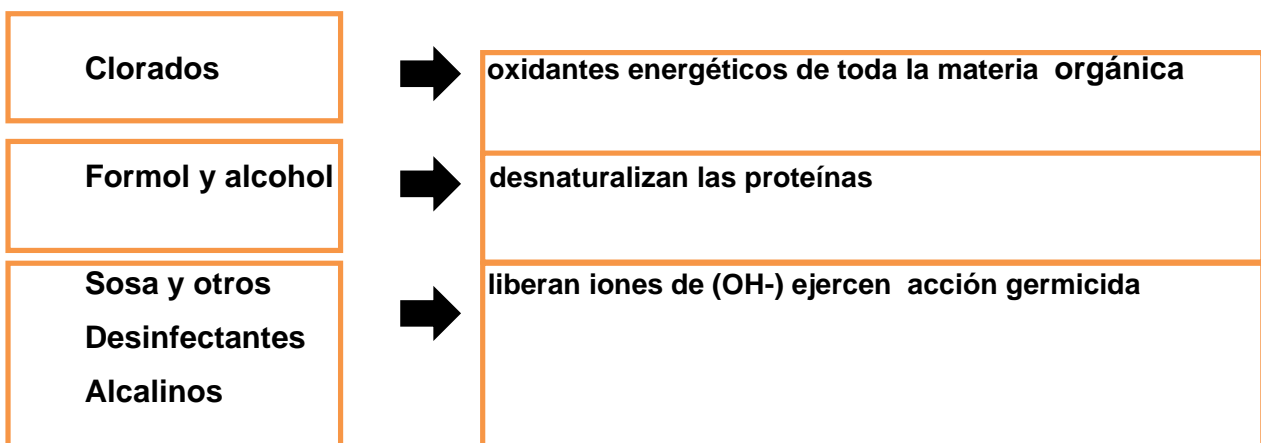 Clorados
oxidantes energéticos de toda la materia orgánica
Formol y alcohol
desnaturalizan las proteínas
Sosa y otros
Desinfectantes
Alcalinos
liberan iones de (OH-) ejercen acción germicida